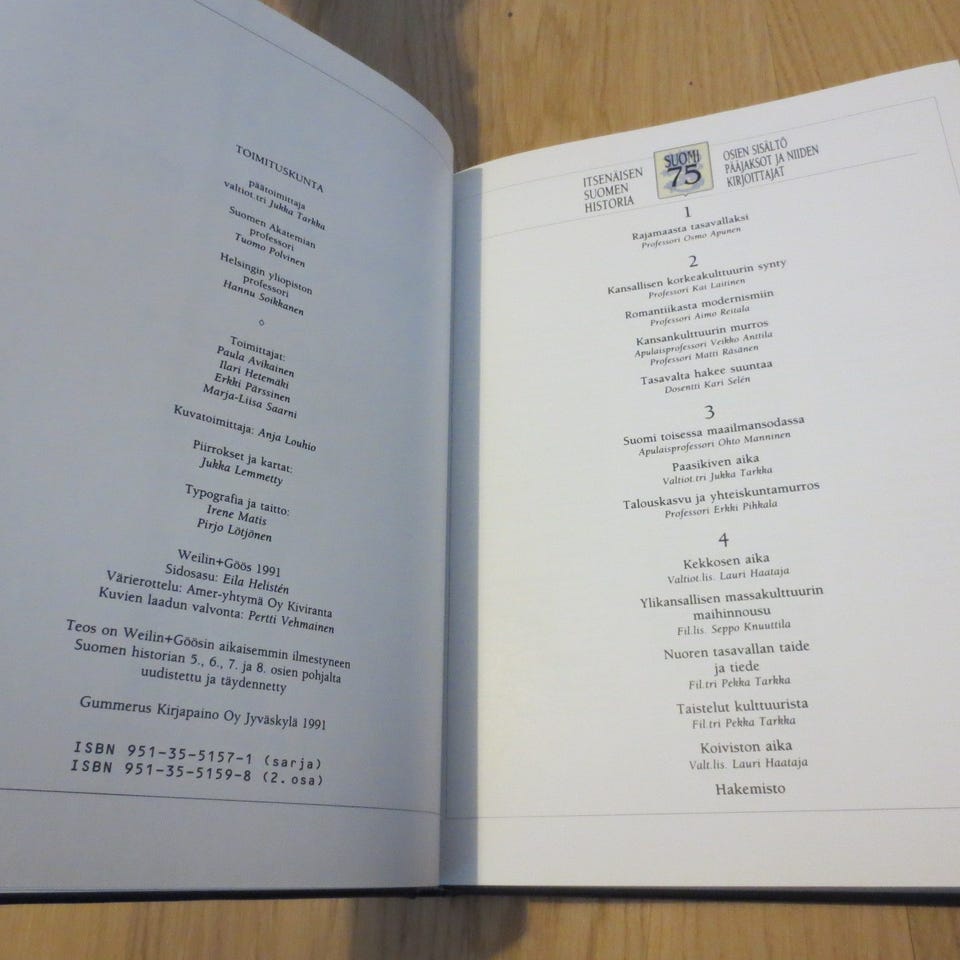 TOIMITUSKUNTA
päätoimittaja
valtiot.tri Jukka Tarkka
Suomen Akatemian
professori
Tuomo Polvinen
Helsingin yliopiston
professori
Hannu Soikkanen
Toimittajat:
Paula Avikainen
Ilari Hetemäki
Erkki Pärssinen
Marja-Liisa Saarni
Kuvatoimittaja: Anja Louhio
Piirrokset ja kartat:
Jukka Lemmetty
Typografia ja taitto:
Irene Matis
Pirjo Lötjönen
Weilin+Göös 1991
Sidosasu: Eila Helistén
Värierottelu: Amer-yhtymä Oy Kiviranta
Kuvien laadun valvonta: Pertti Vehmainen
Teos on Weilin+Göösin aikaisemmin ilmestyneen
Suomen historian 5., 6., 7. ja 8. osien pohjalta
uudistettu ja täydennetty
Gummerus Kirjapaino Oy Jyväskylä 1991
ISBN 951-35-5157-1 (sarja)
ISBN 951-35-5159-8 (2. osa)
ITSENÄISEN
SUOMEN
HISTORIA
SUOMI
75
OSIEN SISÄLTÖ
PÄÄJAKSOT JA NIIDEN
KIRJOITTAJAT
1
Rajamaasta tasavallaksi
Professori Osmo Apunen
2
Kansallisen korkeakulttuurin synty
Professori Kai Laitinen
Romantiikasta modernismiin
Professori Aimo Reitala
Kansankulttuurin murros
Apulaisprofessori Veikko Anttila
Professori Matti Räsänen
Tasavalta hakee suuntaa
Dosentti Kari Selén
3
Suomi toisessa maailmansodassa
Apulaisprofessori Ohto Manninen
Paasikiven aika
Valtiot.tri Jukka Tarkka
Talouskasvu ja yhteiskuntamurros
Professori Erkki Pihkala
4
Kekkosen aika
Valtiot.lis. Lauri Haataja
Ylikansallisen massakulttuurin
maihinnousu
Fil.lis. Seppo Knuuttila
Nuoren tasavallan taide
ja tiede
Fil.tri Pekka Tarkka
Taistelut kulttuurista
Fil.tri Pekka Tarkka
Koiviston aika
Valt.lis. Lauri Haataja
Hakemisto